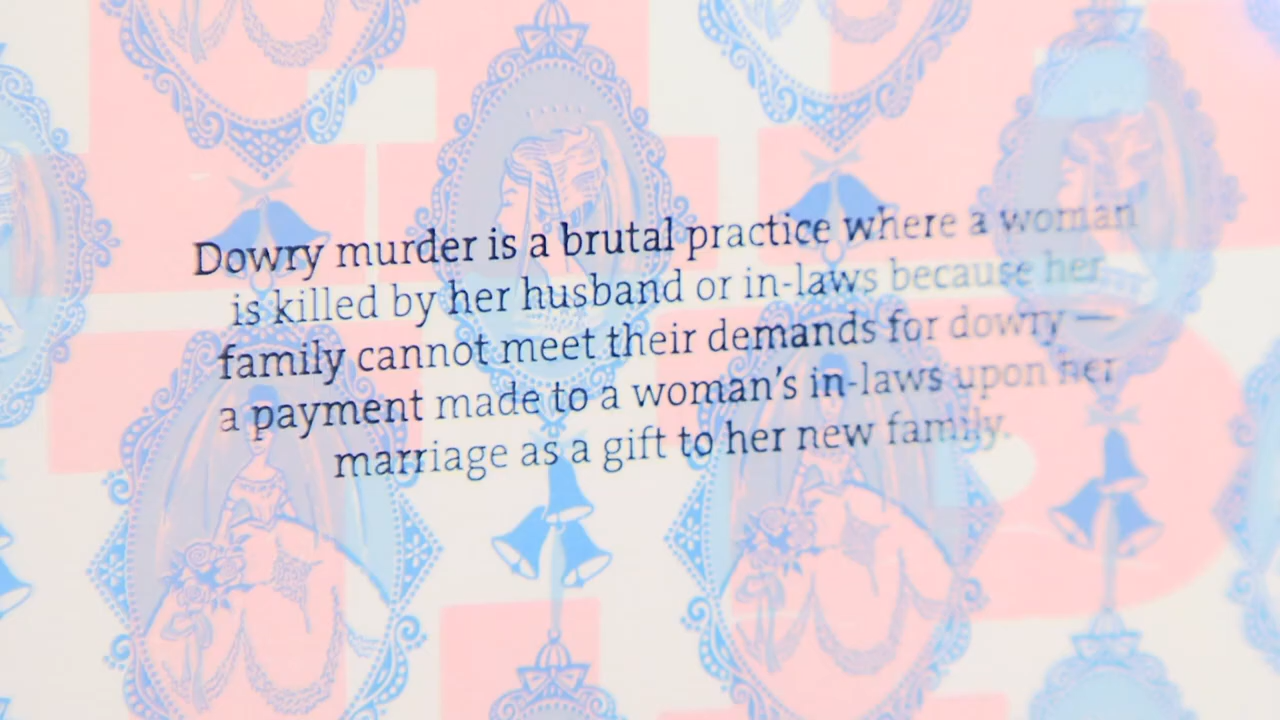 Dowry murder is a brutal practice where a woman
is killed by her husband or in-laws because her
family cannot meet their demands for dowry —
a payment made to a woman's in-laws upon her
marriage as a gift to her new family.